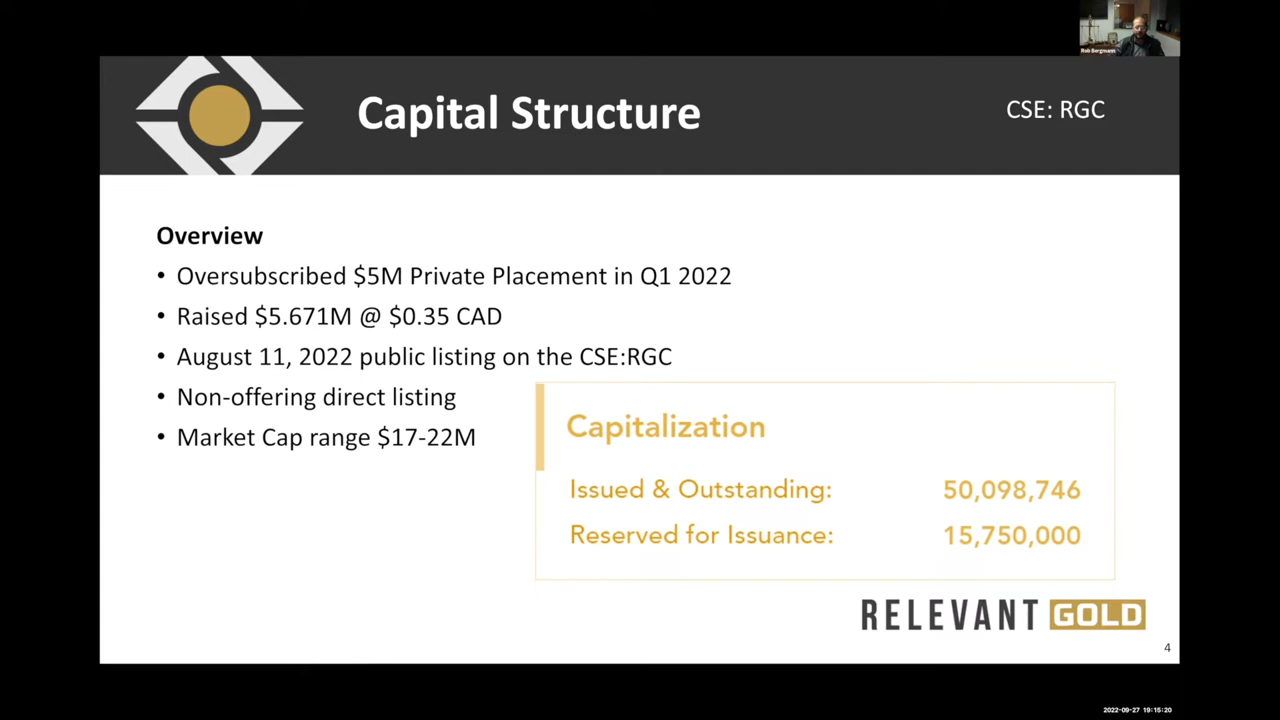 Rob Bergmann
Capital Structure
CSE: RGC
Overview
• Oversubscribed $5M Private Placement in Q1 2022
• Raised $5.671M @ $0.35 CAD
• August 11, 2022 public listing on the CSE:RGC
• Non-offering direct listing
• Market Cap range $17-22M
Capitalization
Issued & Outstanding: 50,098,746
Reserved for Issuance: 15,750,000
RELEVANT GOLD
4
2022-09-27 19:15:20